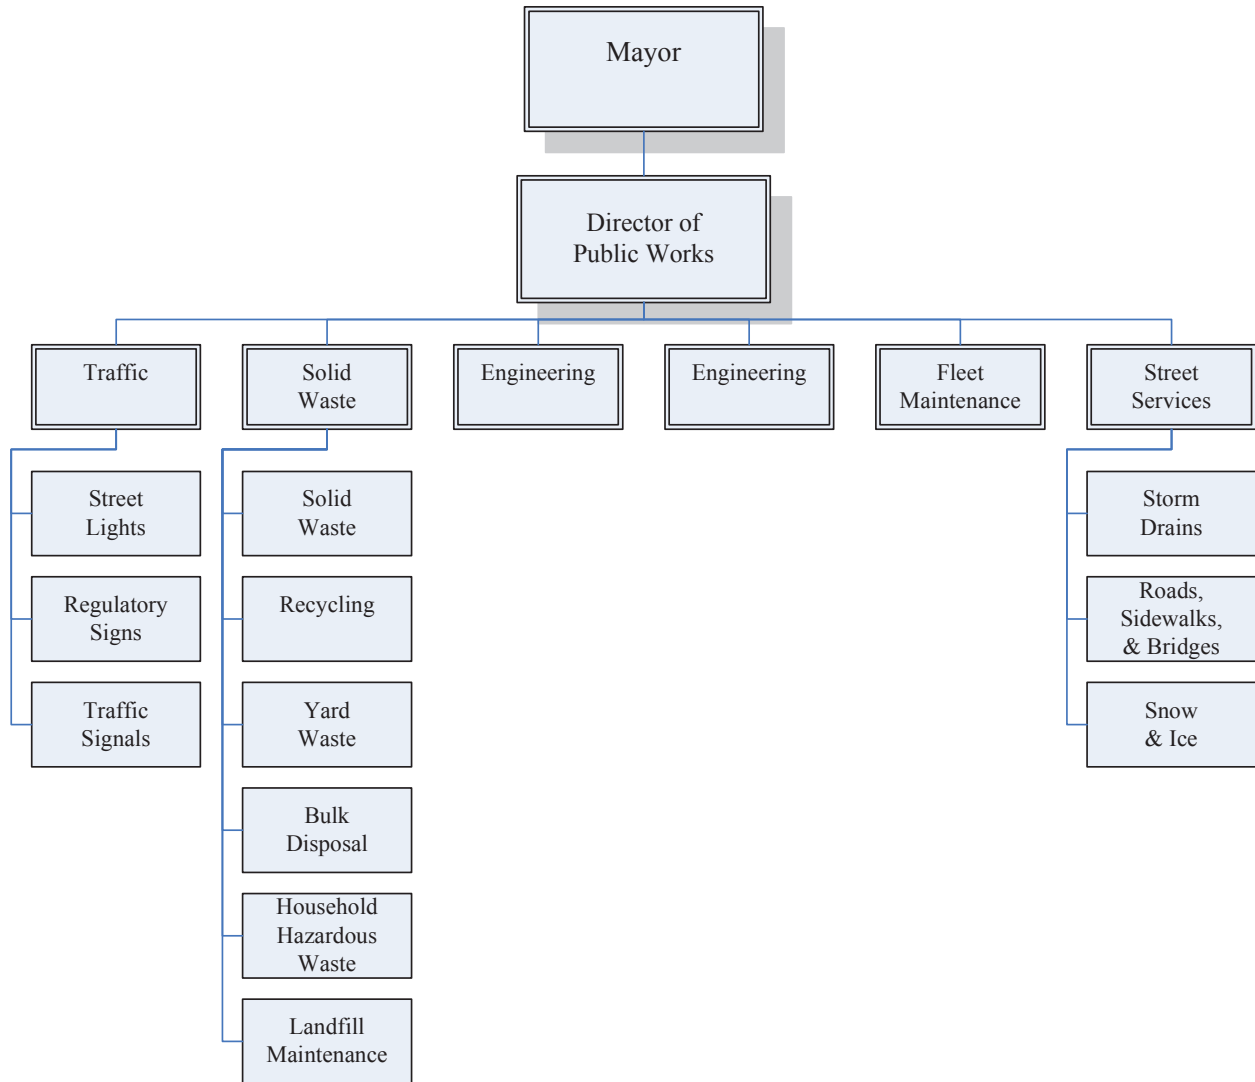 Mayor
Director of
Public Works
Traffic
Solid
Waste
Engineering
Engineering
Fleet
Maintenance
Street
Services
Street
Lights
Regulatory
Signs
Traffic
Signals
Solid
Waste
Recycling
Yard
Waste
Bulk
Disposal
Household
Hazardous
Waste
Landfill
Maintenance
Storm
Drains
Roads,
Sidewalks,
& Bridges
Snow
& Ice